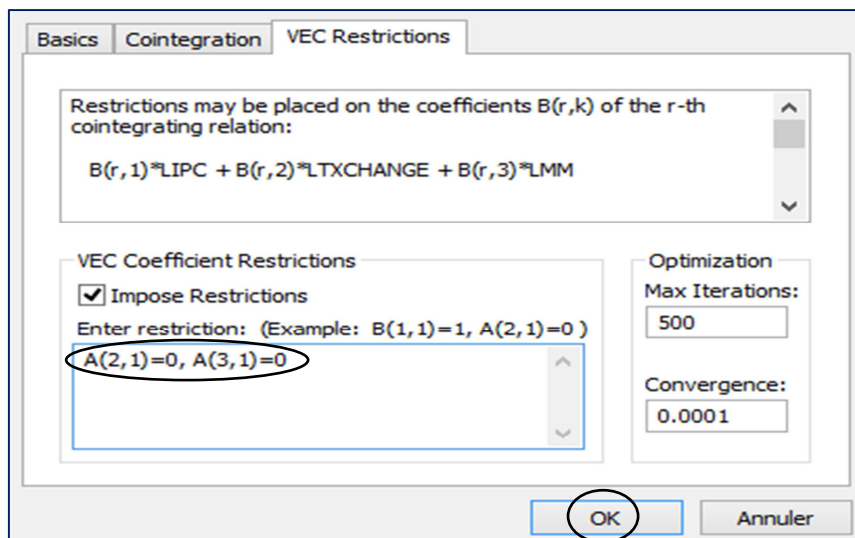 Basics Cointegration VEC Restrictions
Restrictions may be placed on the coefficients B(r,k) of the r-th
cointegrating relation:
B(r,1)*LIPC + B(r,2)*LTXCHANGE + B(r,3)*LMM
VEC Coefficient Restrictions
Impose Restrictions
Enter restriction: (Example: B(1,1)=1, A(2,1)=0 )
A(2,1)=0, A(3,1)=0
Optimization
Max Iterations:
500
Convergence:
0.0001
OK Annuler